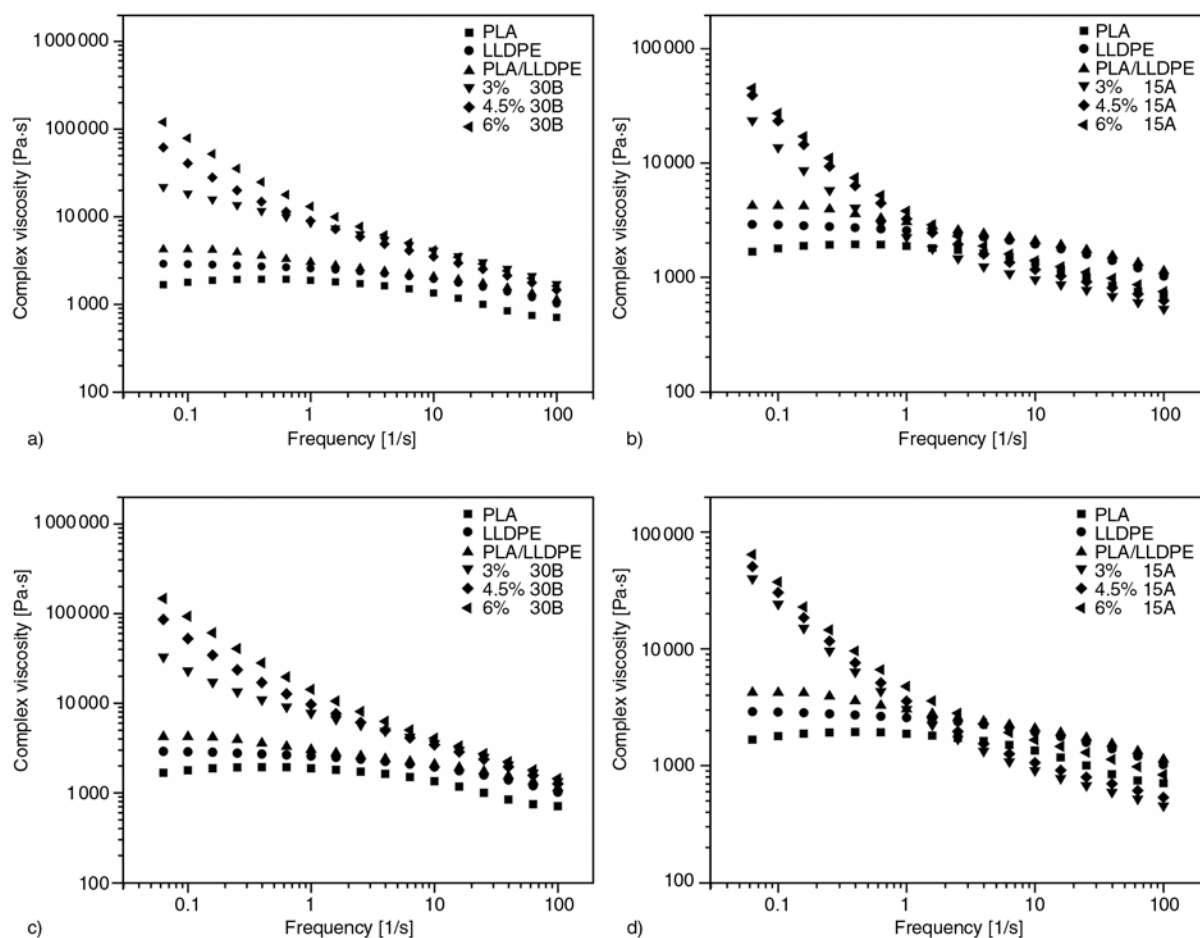 1000000
100000
10000
1000
100
Complex viscosity [Pa·s]
PLA
LLDPE
PLA/LLDPE
3% 30B
4.5% 30B
6% 30B
0.1 1 10 100
Frequency [1/s]
a)
100000
10000
1000
100
Complex viscosity [Pa·s]
PLA
LLDPE
PLA/LLDPE
3% 15A
4.5% 15A
6% 15A
0.1 1 10 100
Frequency [1/s]
b)
1000000
100000
10000
1000
100
Complex viscosity [Pa·s]
PLA
LLDPE
PLA/LLDPE
3% 30B
4.5% 30B
6% 30B
0.1 1 10 100
Frequency [1/s]
c)
100000
10000
1000
100
Complex viscosity [Pa·s]
PLA
LLDPE
PLA/LLDPE
3% 15A
4.5% 15A
6% 15A
0.1 1 10 100
Frequency [1/s]
d)